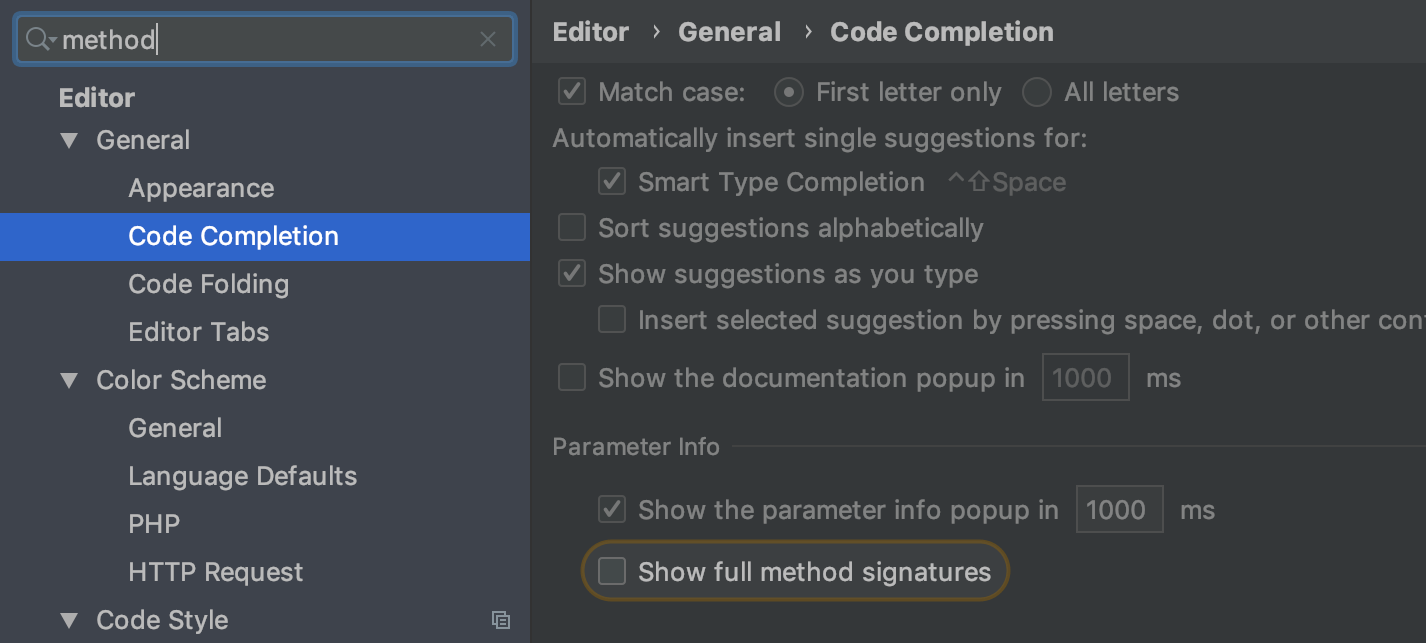 method
Editor
General
Appearance
Code Completion
Code Folding
Editor Tabs
Color Scheme
General
Language Defaults
PHP
HTTP Request
Code Style
Editor › General › Code Completion
Match case: First letter only All letters
Automatically insert single suggestions for:
Smart Type Completion ^⇧Space
Sort suggestions alphabetically
Show suggestions as you type
Insert selected suggestion by pressing space, dot, or other con
Show the documentation popup in 1000 ms
Parameter Info
Show the parameter info popup in 1000 ms
Show full method signatures